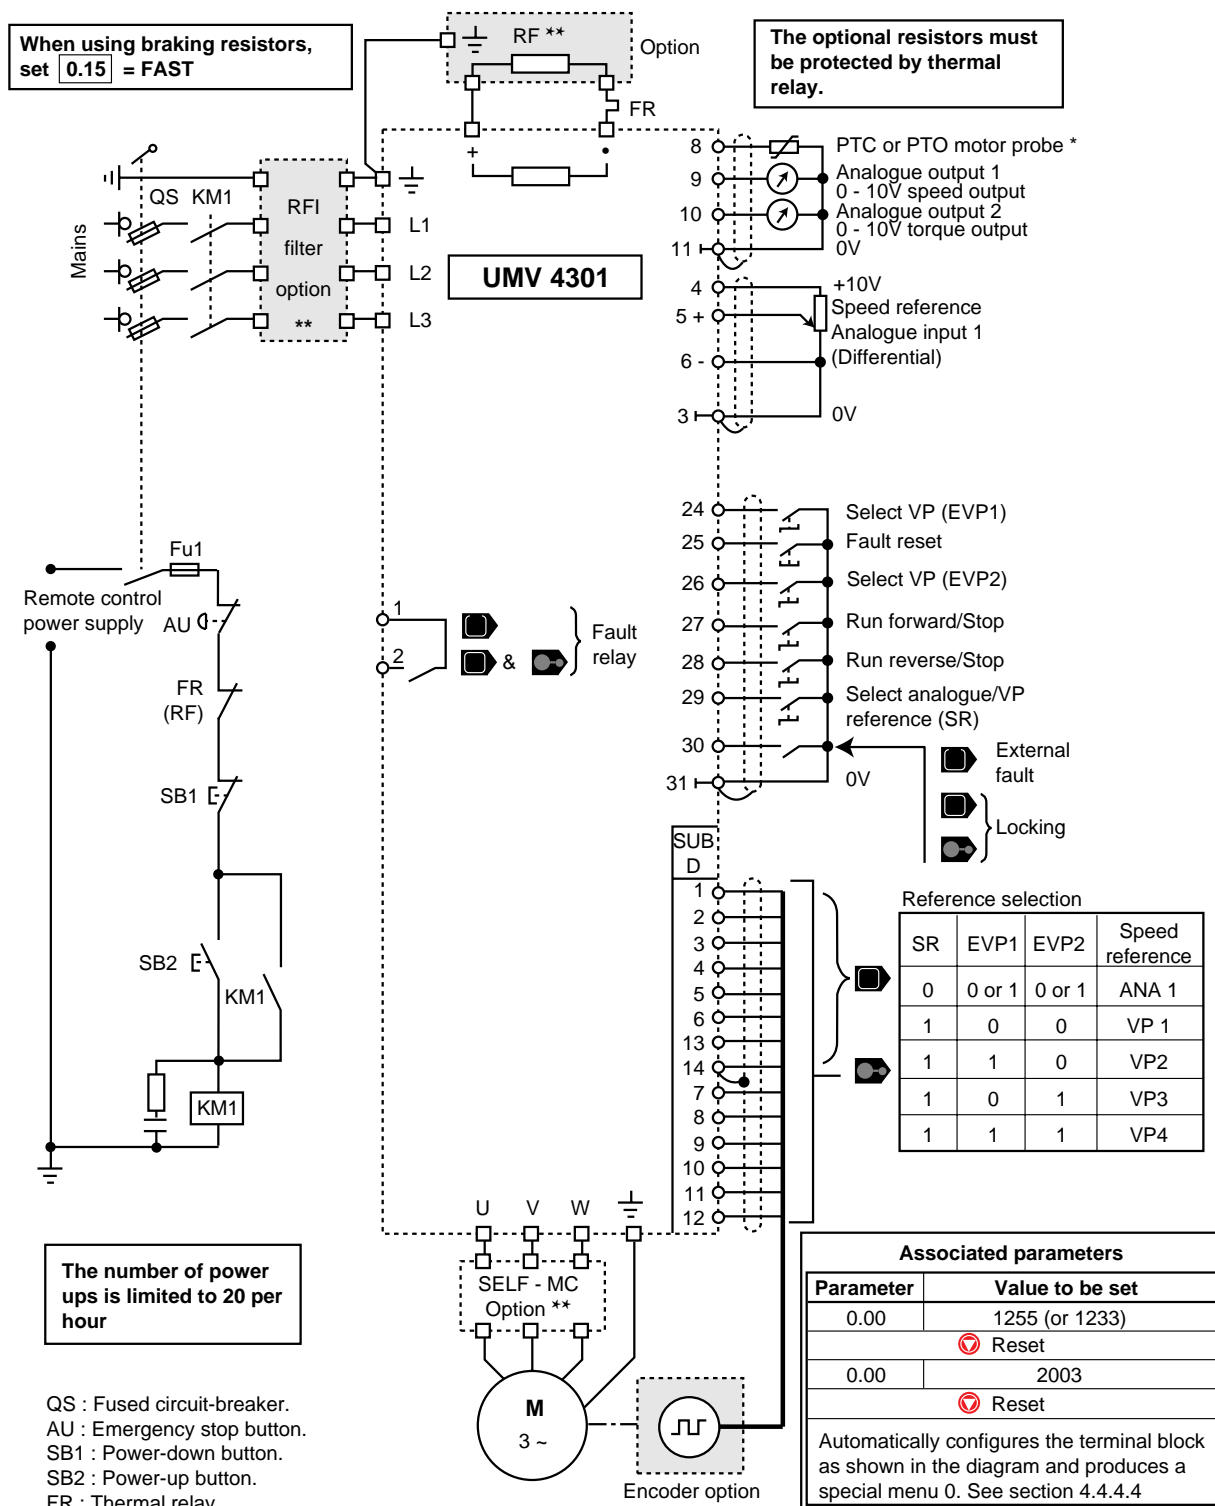 When using braking resistors,
set 0.15 = FAST
RF **
Option
FR
+
•
The optional resistors must
be protected by thermal
relay.
Mains
QS KM1
RFI
filter
option
**
L1
L2
L3
UMV 4301
8 PTC or PTO motor probe *
9 Analogue output 1
0 - 10V speed output
10 Analogue output 2
0 - 10V torque output
11 0V
4 +10V
5 + Speed reference
Analogue input 1
6 - (Differential)
3 0V
24 Select VP (EVP1)
25 Fault reset
26 Select VP (EVP2)
27 Run forward/Stop
28 Run reverse/Stop
29 Select analogue/VP
reference (SR)
30
31 0V
External
fault
Locking
Fu1
Remote control
power supply
AU
FR
(RF)
SB1
SB2
KM1
KM1
1
2
&
Fault
relay
SUB
D
1
2
3
4
5
6
13
14
7
8
9
10
11
12
Reference selection
SR EVP1 EVP2 Speed
reference
0 0 or 1 0 or 1 ANA 1
1 0 0 VP 1
1 1 0 VP2
1 0 1 VP3
1 1 1 VP4
U V W
SELF - MC
Option **
M
3 ~
Encoder option
The number of power
ups is limited to 20 per
hour
Associated parameters
Parameter Value to be set
0.00 1255 (or 1233)
Reset
0.00 2003
Reset
Automatically configures the terminal block
as shown in the diagram and produces a
special menu 0. See section 4.4.4.4
QS : Fused circuit-breaker.
AU : Emergency stop button.
SB1 : Power-down button.
SB2 : Power-up button.
FR : Thermal relay